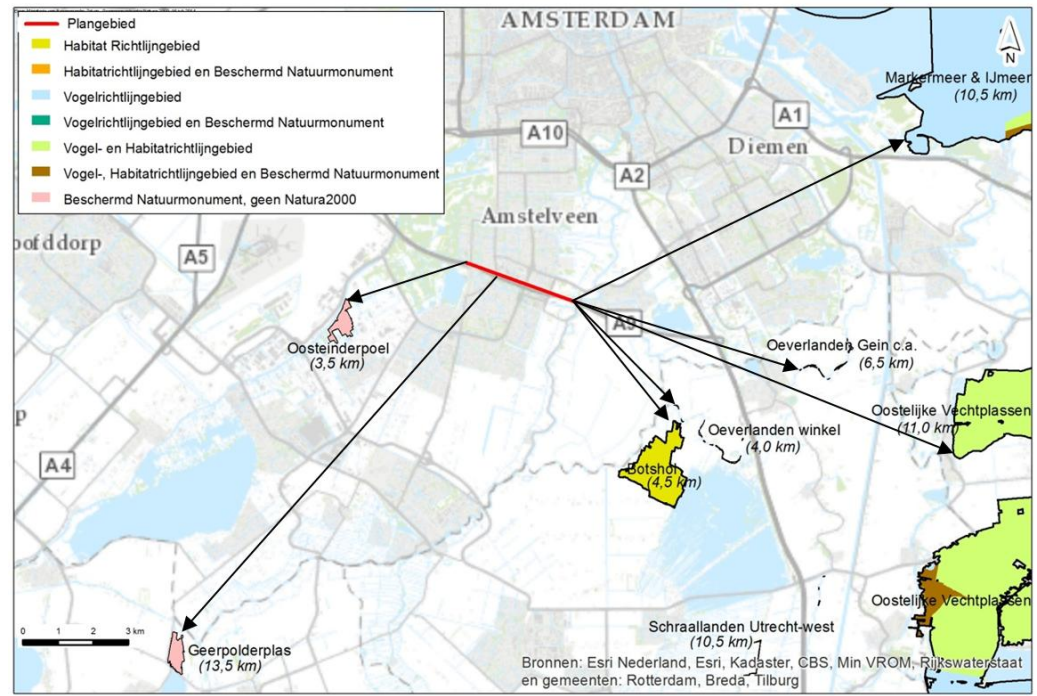 Plangebied
Habitat Richtlijngebied
Habitatrichtlijngebied en Beschermd Natuurmonument
Vogelrichtlijngebied
Vogelrichtlijngebied en Beschermd Natuurmonument
Vogel- en Habitatrichtlijngebied
Vogel-, Habitatrichtlijngebied en Beschermd Natuurmonument
Beschermd Natuurmonument, geen Natura2000
AMSTERDAM
N
Markermeer & IJmeer
(10,5 km)
A1
A10
Diemen
A2
Amstelveen
oofddorp
A5
A9
Oosteinderpoel
(3,5 km)
Oeverlanden Gein c.a.
(6,5 km)
Oostelijke Vechtplassen
(11,0 km)
p
Oeverlanden winkel
(4,0 km)
A4
Botshol
(4,5 km)
Oostelijke Vechtplassen
0 1 2 3 km
Schraallanden Utrecht-west
(10,5 km)
Geerpolderplas
(13,5 km)
Bronnen: Esri Nederland, Esri, Kadaster, CBS, Min VROM, Rijkswaterstaat
en gemeenten: Rotterdam, Breda, Tilburg